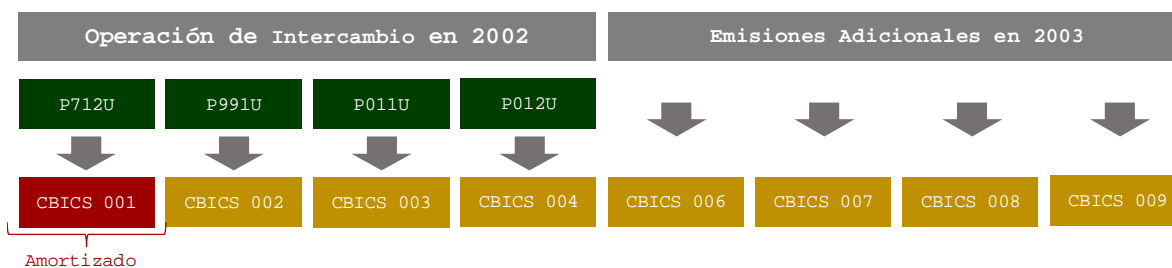 Operación de Intercambio en 2002
Emisiones Adicionales en 2003
P712U
P991U
P011U
P012U
CBICS 001
CBICS 002
CBICS 003
CBICS 004
CBICS 006
CBICS 007
CBICS 008
CBICS 009
Amortizado